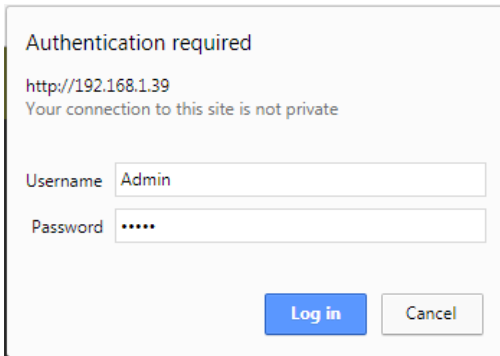 Authentication required
http://192.168.1.39
Your connection to this site is not private
Username Admin
Password •••••
Log in Cancel